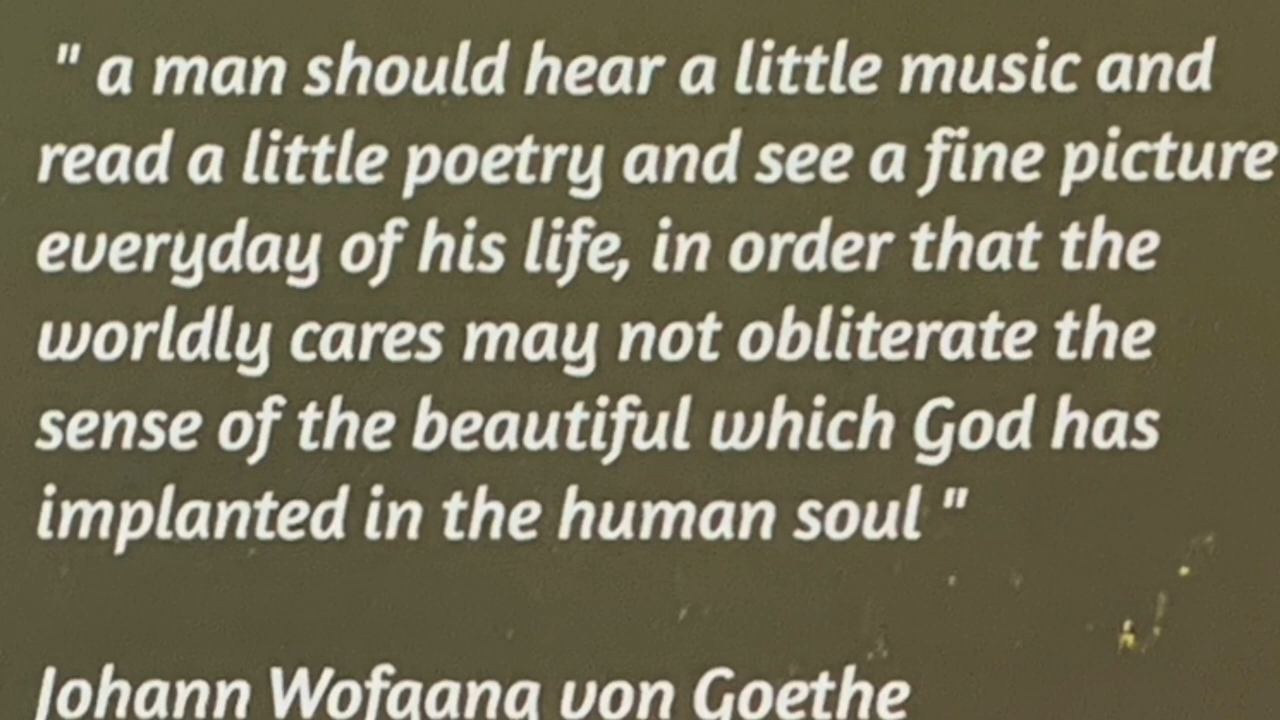 " a man should hear a little music and
read a little poetry and see a fine picture
everyday of his life, in order that the
worldly cares may not obliterate the
sense of the beautiful which God has
implanted in the human soul "
Johann Wofgang von Goethe